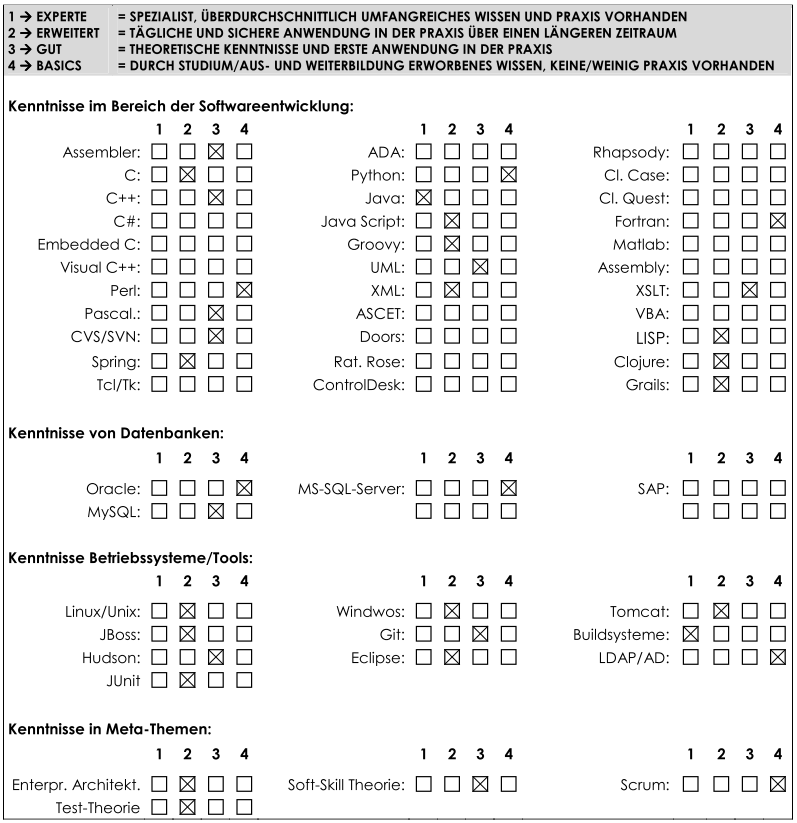 1 → EXPERTE = SPEZIALIST, ÜBERDURCHSCHNITTLICH UMFANGREICHES WISSEN UND PRAXIS VORHANDEN
2 → ERWEITERT = TÄGLICHE UND SICHERE ANWENDUNG IN DER PRAXIS ÜBER EINEN LÄNGEREN ZEITRAUM
3 → GUT = THEORETISCHE KENNTNISSE UND ERSTE ANWENDUNG IN DER PRAXIS
4 → BASICS = DURCH STUDIUM/AUS- UND WEITERBILDUNG ERWORBENES WISSEN, KEINE/WEINIG PRAXIS VORHANDEN
Kenntnisse im Bereich der Softwareentwicklung:
1 2 3 4 1 2 3 4 1 2 3 4
Assembler: ☐ ☐ ☒ ☐ ADA: ☐ ☐ ☐ ☐ Rhapsody: ☐ ☐ ☐ ☐
C: ☐ ☒ ☐ ☐ Python: ☐ ☐ ☐ ☒ Cl. Case: ☐ ☐ ☐ ☐
C++: ☐ ☐ ☒ ☐ Java: ☒ ☐ ☐ ☐ Cl. Quest: ☐ ☐ ☐ ☐
C#: ☐ ☐ ☐ ☐ Java Script: ☐ ☒ ☐ ☐ Fortran: ☐ ☐ ☐ ☒
Embedded C: ☐ ☐ ☐ ☐ Groovy: ☐ ☒ ☐ ☐ Matlab: ☐ ☐ ☐ ☐
Visual C++: ☐ ☐ ☐ ☐ UML: ☐ ☐ ☒ ☐ Assembly: ☐ ☐ ☐ ☐
Perl: ☐ ☐ ☐ ☒ XML: ☐ ☒ ☐ ☐ XSLT: ☐ ☐ ☒ ☐
Pascal.: ☐ ☐ ☒ ☐ ASCET: ☐ ☐ ☐ ☐ VBA: ☐ ☐ ☐ ☐
CVS/SVN: ☐ ☐ ☒ ☐ Doors: ☐ ☐ ☐ ☐ LISP: ☐ ☒ ☐ ☐
Spring: ☐ ☒ ☐ ☐ Rat. Rose: ☐ ☐ ☐ ☐ Clojure: ☐ ☒ ☐ ☐
Tcl/Tk: ☐ ☐ ☐ ☐ ControlDesk: ☐ ☐ ☐ ☐ Grails: ☐ ☒ ☐ ☐
Kenntnisse von Datenbanken:
1 2 3 4 1 2 3 4 1 2 3 4
Oracle: ☐ ☐ ☐ ☒ MS-SQL-Server: ☐ ☐ ☐ ☒ SAP: ☐ ☐ ☐ ☐
MySQL: ☐ ☐ ☒ ☐ ☐ ☐ ☐ ☐ ☐ ☐ ☐ ☐
Kenntnisse Betriebssysteme/Tools:
1 2 3 4 1 2 3 4 1 2 3 4
Linux/Unix: ☐ ☒ ☐ ☐ Windwos: ☐ ☒ ☐ ☐ Tomcat: ☐ ☒ ☐ ☐
JBoss: ☐ ☒ ☐ ☐ Git: ☐ ☐ ☒ ☐ Buildsysteme: ☒ ☐ ☐ ☐
Hudson: ☐ ☐ ☒ ☐ Eclipse: ☐ ☒ ☐ ☐ LDAP/AD: ☐ ☐ ☐ ☒
JUnit ☐ ☒ ☐ ☐
Kenntnisse in Meta-Themen:
1 2 3 4 1 2 3 4 1 2 3 4
Enterpr. Architekt. ☐ ☒ ☐ ☐ Soft-Skill Theorie: ☐ ☐ ☒ ☐ Scrum: ☐ ☐ ☐ ☒
Test-Theorie ☐ ☒ ☐ ☐